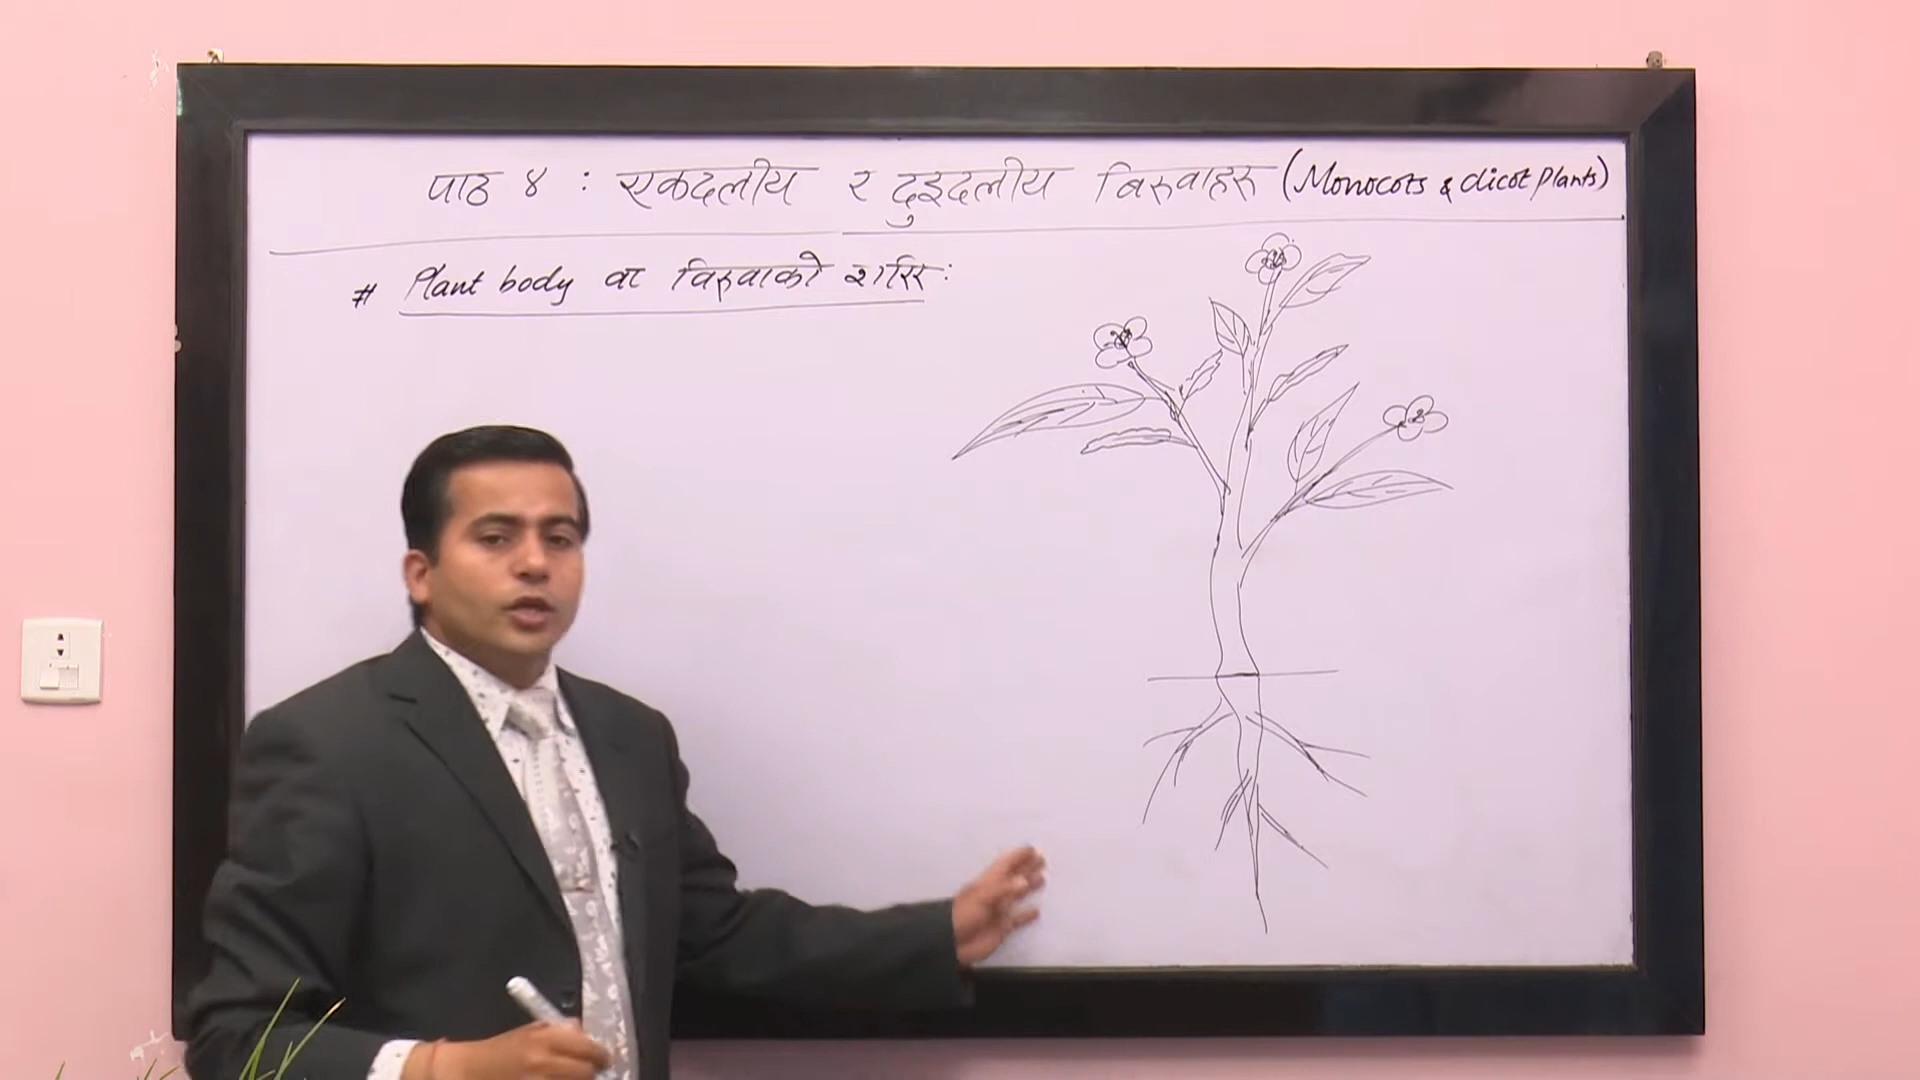 पाठ ४ : एकदलीय र दुइदलीय बिरुवाहरु (Monocots & dicot plants)
# Plant body वा विरुवाको शरिर :